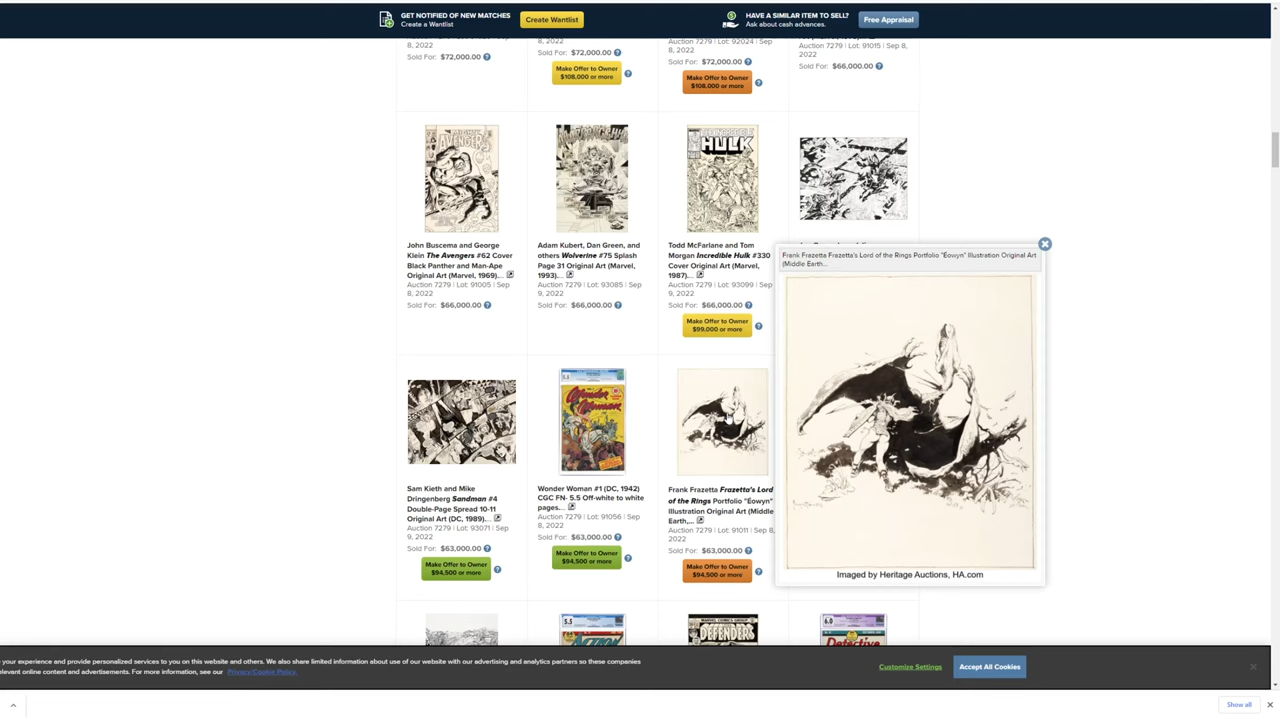 GET NOTIFIED OF NEW MATCHES
Create a Wantlist
Create Wantlist
HAVE A SIMILAR ITEM TO SELL?
Ask about cash advances.
Free Appraisal
8, 2022
Sold For: $72,000.00
8, 2022
Sold For: $72,000.00
Make Offer to Owner
$108,000 or more
Auction 7279 | Lot: 92024 | Sep
9, 2022
Sold For: $72,000.00
Make Offer to Owner
$108,000 or more
Auction 7279 | Lot: 91015 | Sep 8,
2022
Sold For: $66,000.00
AVENGERS
John Buscema and George
Klein The Avengers #62 Cover
Black Panther and Man-Ape
Original Art (Marvel, 1969)...
Auction 7279 | Lot: 91005 | Sep
8, 2022
Sold For: $66,000.00
Adam Kubert, Dan Green, and
others Wolverine #75 Splash
Page 31 Original Art (Marvel,
1993)...
Auction 7279 | Lot: 93085 | Sep
9, 2022
Sold For: $66,000.00
HULK
Todd McFarlane and Tom
Morgan Incredible Hulk #330
Cover Original Art (Marvel,
1987)...
Auction 7279 | Lot: 93099 | Sep
9, 2022
Sold For: $66,000.00
Make Offer to Owner
$99,000 or more
Frank Frazetta Frazetta's Lord of the Rings Portfolio "Éowyn" Illustration Original Art
(Middle Earth...
Imaged by Heritage Auctions, HA.com
Sam Kieth and Mike
Dringenberg Sandman #4
Double-Page Spread 10-11
Original Art (DC, 1989)...
Auction 7279 | Lot: 93071 | Sep
9, 2022
Sold For: $63,000.00
Make Offer to Owner
$94,500 or more
5.5
Wonder Woman
Wonder Woman #1 (DC, 1942)
CGC FN- 5.5 Off-white to white
pages...
Auction 7279 | Lot: 91056 | Sep
8, 2022
Sold For: $63,000.00
Make Offer to Owner
$94,500 or more
Frank Frazetta Frazetta's Lord
of the Rings Portfolio "Éowyn"
Illustration Original Art (Middle
Earth,...
Auction 7279 | Lot: 91011 | Sep 8,
2022
Sold For: $63,000.00
Make Offer to Owner
$94,500 or more
5.5
ACTION
DEFENDERS
6.0
Detective
your experience and provide personalized services to you on this website and others. We also share limited information about use of our website with our advertising and analytics partners so these companies
elevant online content and advertisements. For more information, see our Privacy/Cookie Policy.
Customize Settings
Accept All Cookies
Show all